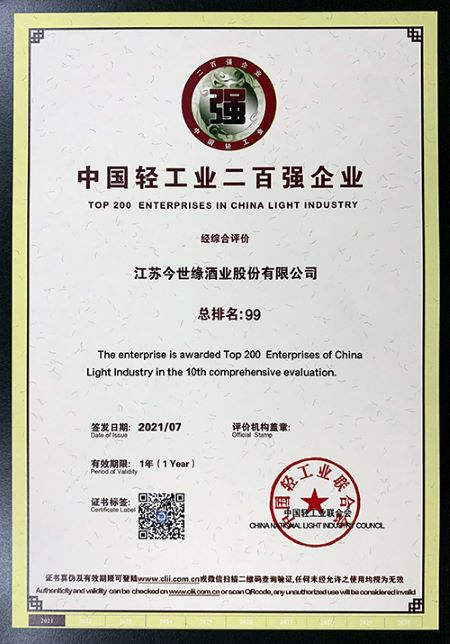 二百强企业
强
中国轻工业
中国轻工业二百强企业
TOP 200 ENTERPRISES IN CHINA LIGHT INDUSTRY
经综合评价
江苏今世缘酒业股份有限公司
总排名:99
The enterprise is awarded Top 200 Enterprises of China
Light Industry in the 10th comprehensive evaluation.
签发日期: 2021/07
Date of Issue
评价机构盖章:
Official Stamp
有效期限: 1年 ( 1 Year )
Period of Validity
证书标签:
Certificate Label
中国轻工业联合会
中国轻工业联合会
CHINA NATIONAL LIGHT INDUSTRY COUNCIL
证书真伪及有效期限可登陆www.clii.com.cn或微信扫描二维码查询验证,任何未经允许之使用均视为无效
Authenticity and validity can be checked on www.clii.com.cn or scan QRcode, any unauthorized use will be considered invalid
2021